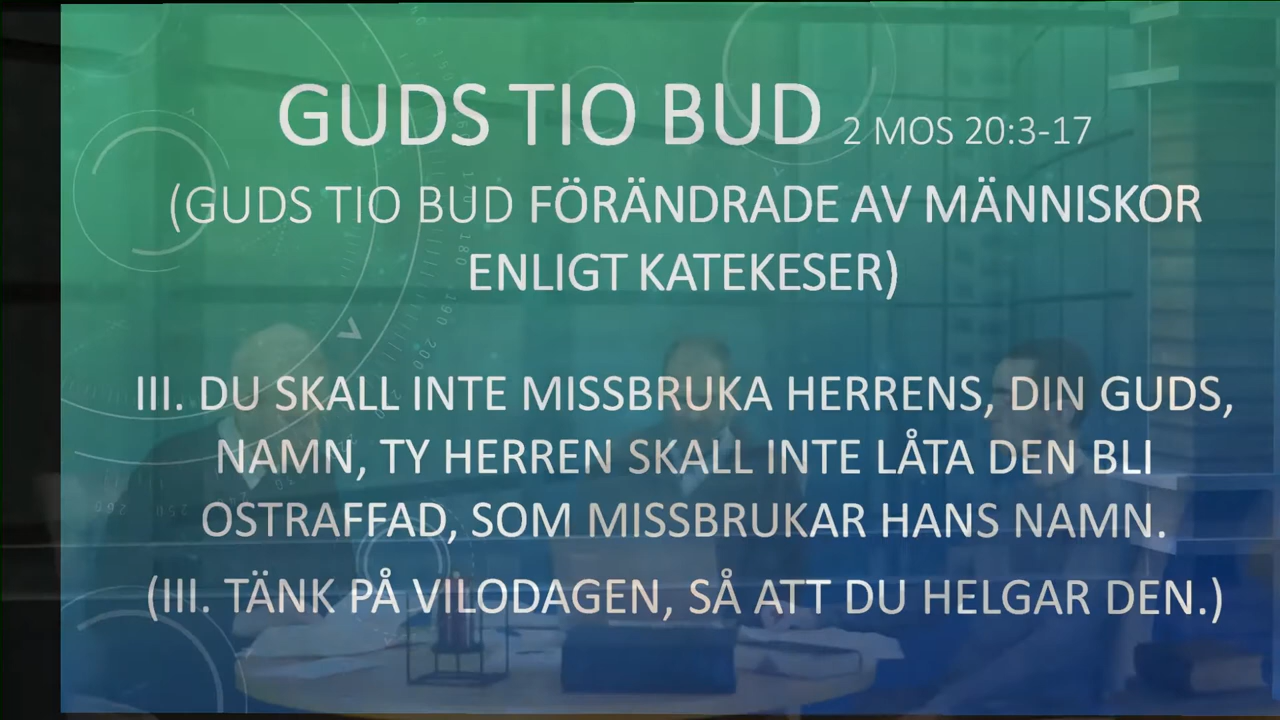 GUDS TIO BUD 2 MOS 20:3-17
(GUDS TIO BUD FÖRÄNDRADE AV MÄNNISKOR
ENLIGT KATEKESER)
III. DU SKALL INTE MISSBRUKA HERRENS, DIN GUDS,
NAMN, TY HERREN SKALL INTE LÅTA DEN BLI
OSTRAFFAD, SOM MISSBRUKAR HANS NAMN.
(III. TÄNK PÅ VILODAGEN, SÅ ATT DU HELGAR DEN.)